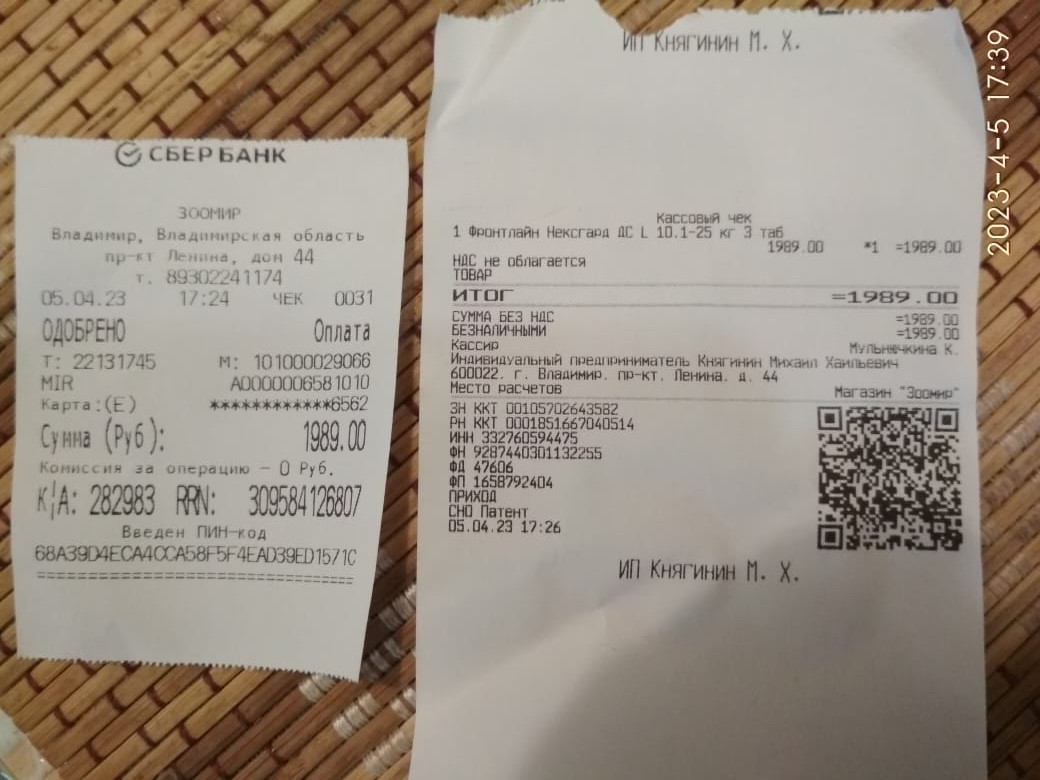 СБЕР БАНК
ЗООМИР
Владимир, Владимирская область
пр-кт Ленина, дом 44
т. 89302241174
05.04.23 17:24 ЧЕК 0031
ОДОБРЕНО Оплата
Т: 22131745 М: 101000029066
MIR A0000006581010
Карта:(E) ************6562
Сумма (Руб): 1989.00
Комиссия за операцию – 0 Руб.
К/А: 282983 RRN: 309584126807
Введен ПИН-код
68A39D4ECA4CCA58F5F4EAD39ED1571C
================================
ИП Княгинин М. Х.
Кассовый чек
1 Фронтлайн Нексгард ДС L 10.1-25 кг 3 таб
1989.00 *1 =1989.00
НДС не облагается
ТОВАР
ИТОГ =1989.00
СУММА БЕЗ НДС =1989.00
БЕЗНАЛИЧНЫМИ =1989.00
Кассир Мульнечкина К.
Индивидуальный предприниматель Княгинин Михаил Хаильевич
600022. г. Владимир. пр-кт. Ленина. д. 44
Место расчетов Магазин "Зоомир"
ЗН ККТ 00105702643582
РН ККТ 0001851667040514
ИНН 332760594475
ФН 9287440301132255
ФД 47606
ФП 1658792404
ПРИХОД
СНО Патент
05.04.23 17:26
ИП Княгинин М. Х.
2023-4-5 17:39